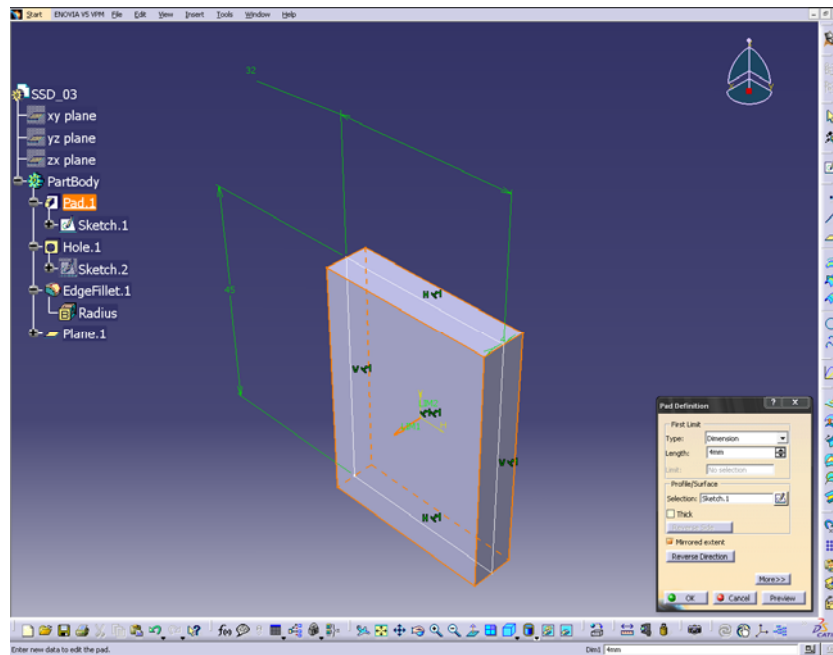 Start ENOVIA V5 VPM File Edit View Insert Tools Window Help
32
SSD_03
xy plane
yz plane
zx plane
PartBody
Pad.1
Sketch.1
Hole.1
Sketch.2
EdgeFillet.1
Radius
Plane.1
45
H
V
V
H
Pad Definition
First Limit
Type: Dimension
Length: 4mm
Limit: No selection
Profile/Surface
Selection: Sketch.1
Thick
Reverse Side
Mirrored extent
Reverse Direction
More>>
OK Cancel Preview
Enter new data to edit the pad.
Dim1 4mm